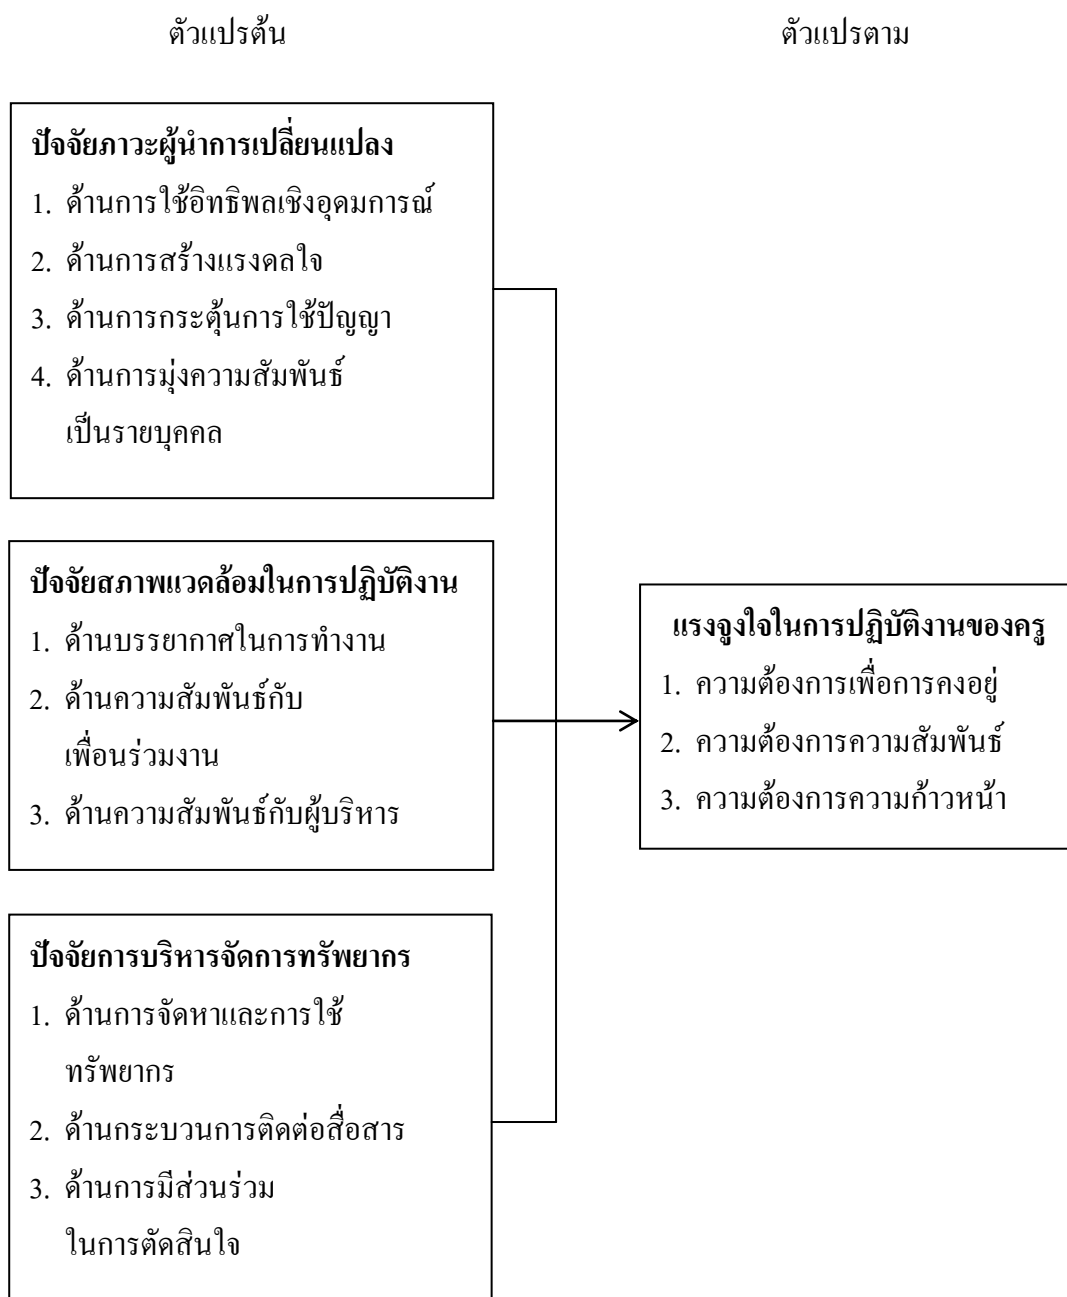 ตัวแปรต้น
ตัวแปรตาม
ปัจจัยภาวะผู้นำการเปลี่ยนแปลง
1. ด้านการใช้อิทธิพลเชิงอุดมการณ์
2. ด้านการสร้างแรงดลใจ
3. ด้านการกระตุ้นการใช้ปัญญา
4. ด้านการมุ่งความสัมพันธ์
เป็นรายบุคคล
ปัจจัยสภาพแวดล้อมในการปฏิบัติงาน
1. ด้านบรรยากาศในการทำงาน
2. ด้านความสัมพันธ์กับ
เพื่อนร่วมงาน
3. ด้านความสัมพันธ์กับผู้บริหาร
ปัจจัยการบริหารจัดการทรัพยากร
1. ด้านการจัดหาและการใช้
ทรัพยากร
2. ด้านกระบวนการติดต่อสื่อสาร
3. ด้านการมีส่วนร่วม
ในการตัดสินใจ
แรงจูงใจในการปฏิบัติงานของครู
1. ความต้องการเพื่อการคงอยู่
2. ความต้องการความสัมพันธ์
3. ความต้องการความก้าวหน้า